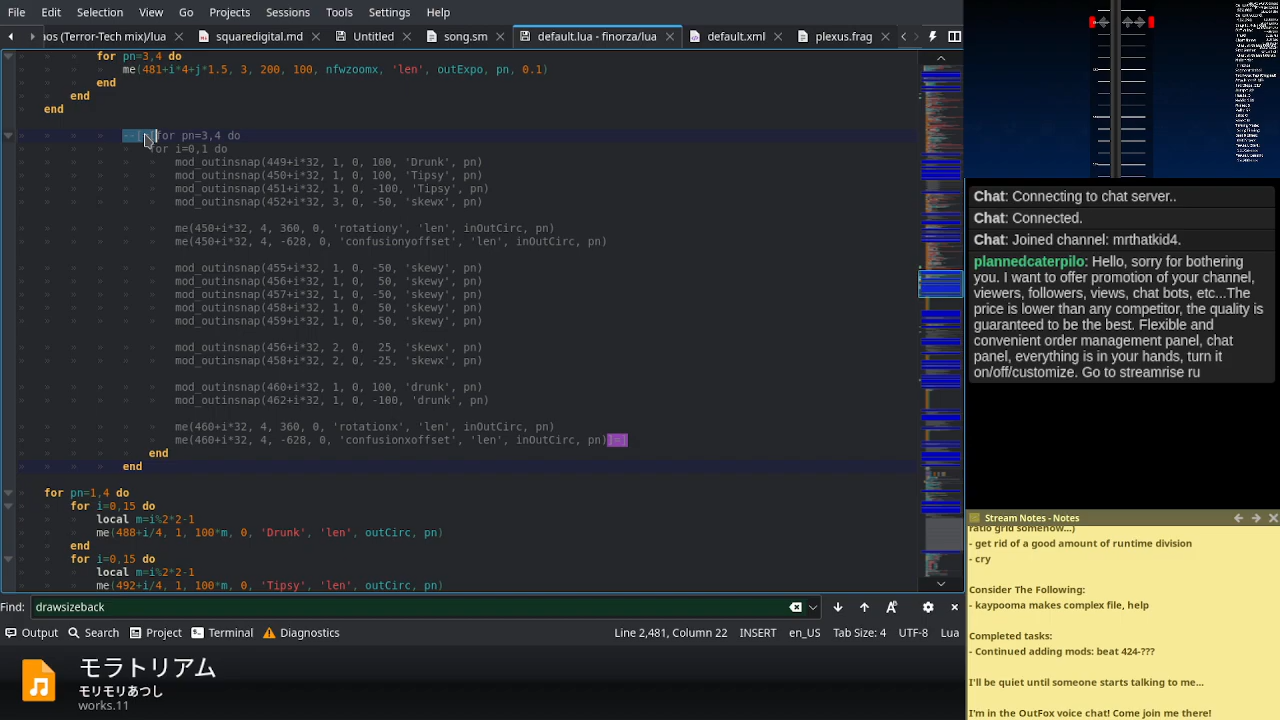 File Edit View Go Projects Sessions Tools Settings Help
os (Terror-Tech mix)/lua squaredigital.md Untitled default.lua - finorza/lua default.xml plexus.frag
for pn=3,4 do
me(481+i*4+j*1.5, 2, 200, 100, nfwzoomx, 'len', outExpo, pn, 0.1)
end
end
end
for pn=3,4 do
for i=0,1 do
mod_outinsnap(449+i*32, 1, 0, 100, 'Drunk', pn)
mod_outinsnap(450+i*32, 1, 0, 100, 'Tipsy', pn)
mod_outinsnap(451+i*32, 1, 0, -100, 'Tipsy', pn)
mod_outinsnap(452+i*32, 1, 0, -50, 'skewx', pn)
360, 0, 'rotationy', 'len', inOutCirc, pn)
-628, 0, 'confusionyoffset', 'len', inOutCirc, pn)
mod_outinsnap(455+i*32, 1, 0, -50, 'skewy', pn)
mod_outinsnap(456+i*32, 1, 0, 50, 'skewy', pn)
mod_outinsnap(457+i*32, 1, 0, -50, 'skewy', pn)
mod_outinsnap(458+i*32, 1, 0, 50, 'skewy', pn)
mod_outinsnap(459+i*32, 1, 0, -50, 'skewy', pn)
mod_outinsnap(456+i*32, 2, 0, 25, 'skewx', pn)
mod_outinsnap(458+i*32, 2, 0, -25, 'skewx', pn)
mod_outinsnap(460+i*32, 1, 0, 100, 'drunk', pn)
mod_outinsnap(462+i*32, 1, 0, -100, 'drunk', pn)
me(460+i*32, 4, 360, 0, 'rotationx', 'len', inOutCirc, pn)
me(460+i*32, 4, -628, 0, 'confusionxoffset', 'len', inOutCirc, pn)]=]
end
end
for pn=1,4 do
for i=0,15 do
local m=i%2*2-1
me(488+i/4, 1, 100*m, 0, 'Drunk', 'len', outCirc, pn)
end
for i=0,15 do
local m=i%2*2-1
me(492+i/4, 1, 100*m, 0, 'Tipsy', 'len', outCirc, pn)
Find: drawsizeback
Output Search Project Terminal Diagnostics Line 2,481, Column 22 INSERT en_US Tab Size: 4 UTF-8 Lua
モラトリアム
モリモリあつし
works.11
Chat: Connecting to chat server..
Chat: Connected.
Chat: Joined channel: mrthatkid4.
plannedcaterpilo: Hello, sorry for bothering
you. I want to offer promotion of your channel,
viewers, followers, views, chat bots, etc...The
price is lower than any competitor, the quality is
guaranteed to be the best. Flexible and
convenient order management panel, chat
panel, everything is in your hands, turn it
on/off/customize. Go to streamrise ru
Stream Notes - Notes
ratio grid somehow...)
- get rid of a good amount of runtime division
- cry
Consider The Following:
- kaypooma makes complex file, help
Completed tasks:
- Continued adding mods: beat 424-???
I'll be quiet until someone starts talking to me...
I'm in the OutFox voice chat! Come join me there!